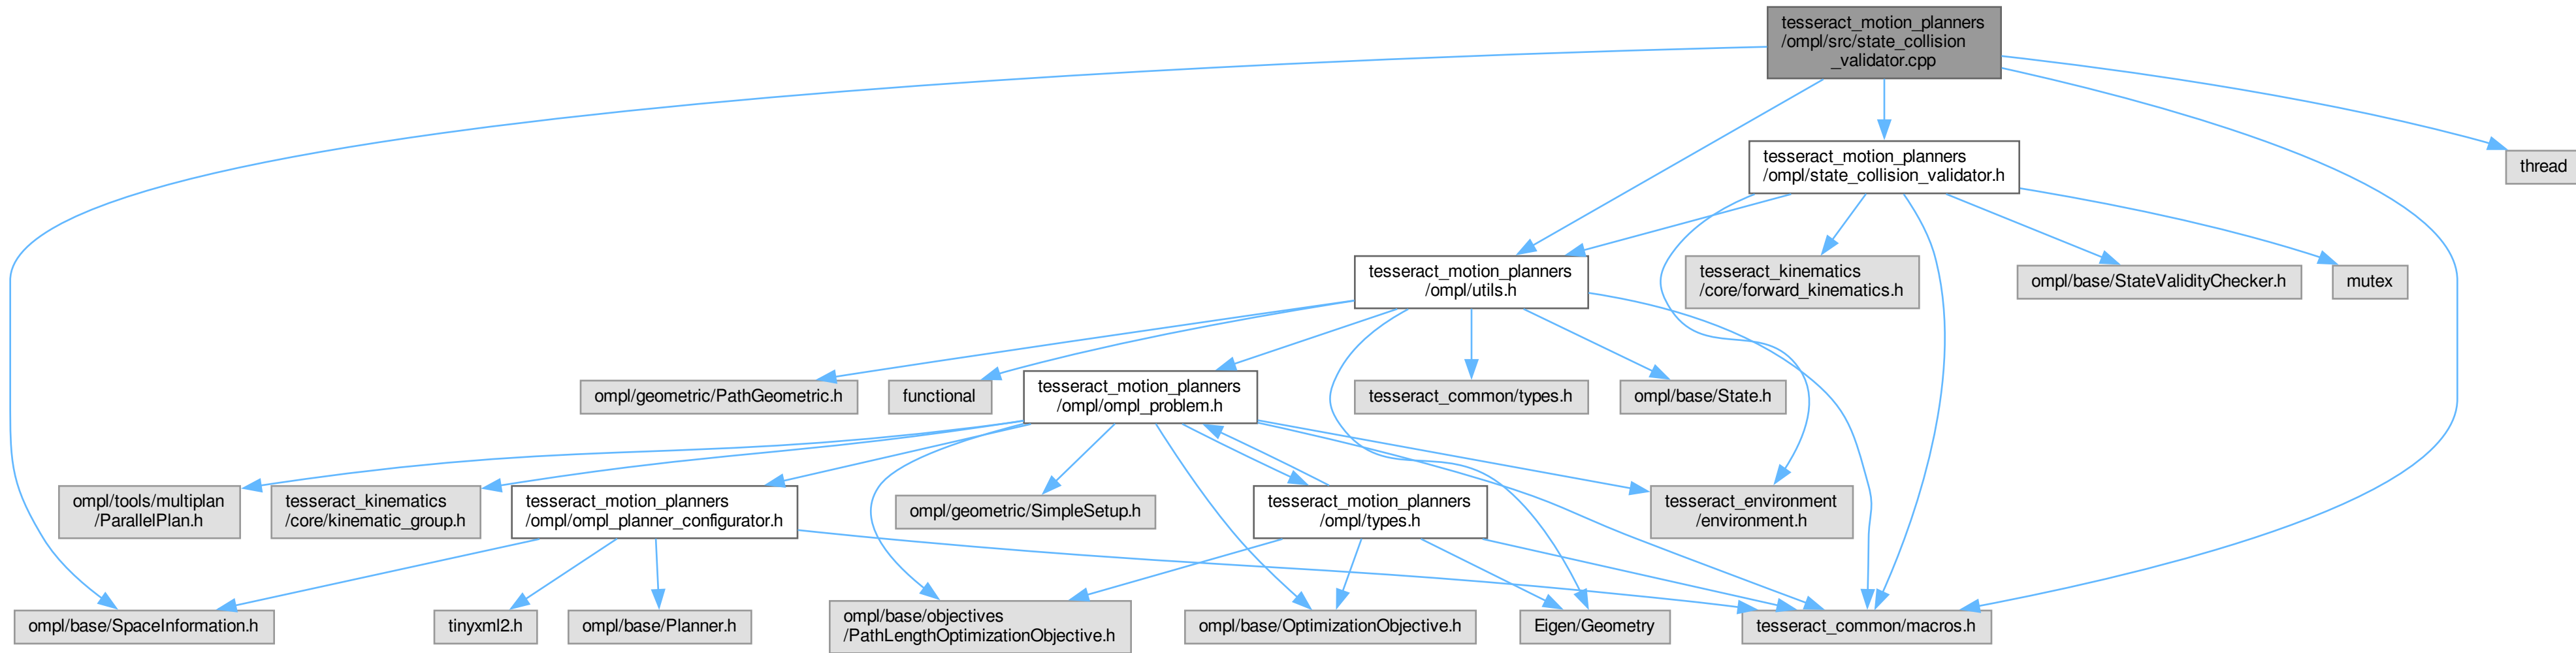 tesseract_motion_planners
/ompl/src/state_collision
_validator.cpp
tesseract_motion_planners
/ompl/state_collision_validator.h
thread
tesseract_motion_planners
/ompl/utils.h
tesseract_kinematics
/core/forward_kinematics.h
ompl/base/StateValidityChecker.h
mutex
ompl/geometric/PathGeometric.h
functional
tesseract_motion_planners
/ompl/ompl_problem.h
tesseract_common/types.h
ompl/base/State.h
ompl/tools/multiplan
/ParallelPlan.h
tesseract_kinematics
/core/kinematic_group.h
tesseract_motion_planners
/ompl/ompl_planner_configurator.h
ompl/geometric/SimpleSetup.h
tesseract_motion_planners
/ompl/types.h
tesseract_environment
/environment.h
ompl/base/SpaceInformation.h
tinyxml2.h
ompl/base/Planner.h
ompl/base/objectives
/PathLengthOptimizationObjective.h
ompl/base/OptimizationObjective.h
Eigen/Geometry
tesseract_common/macros.h